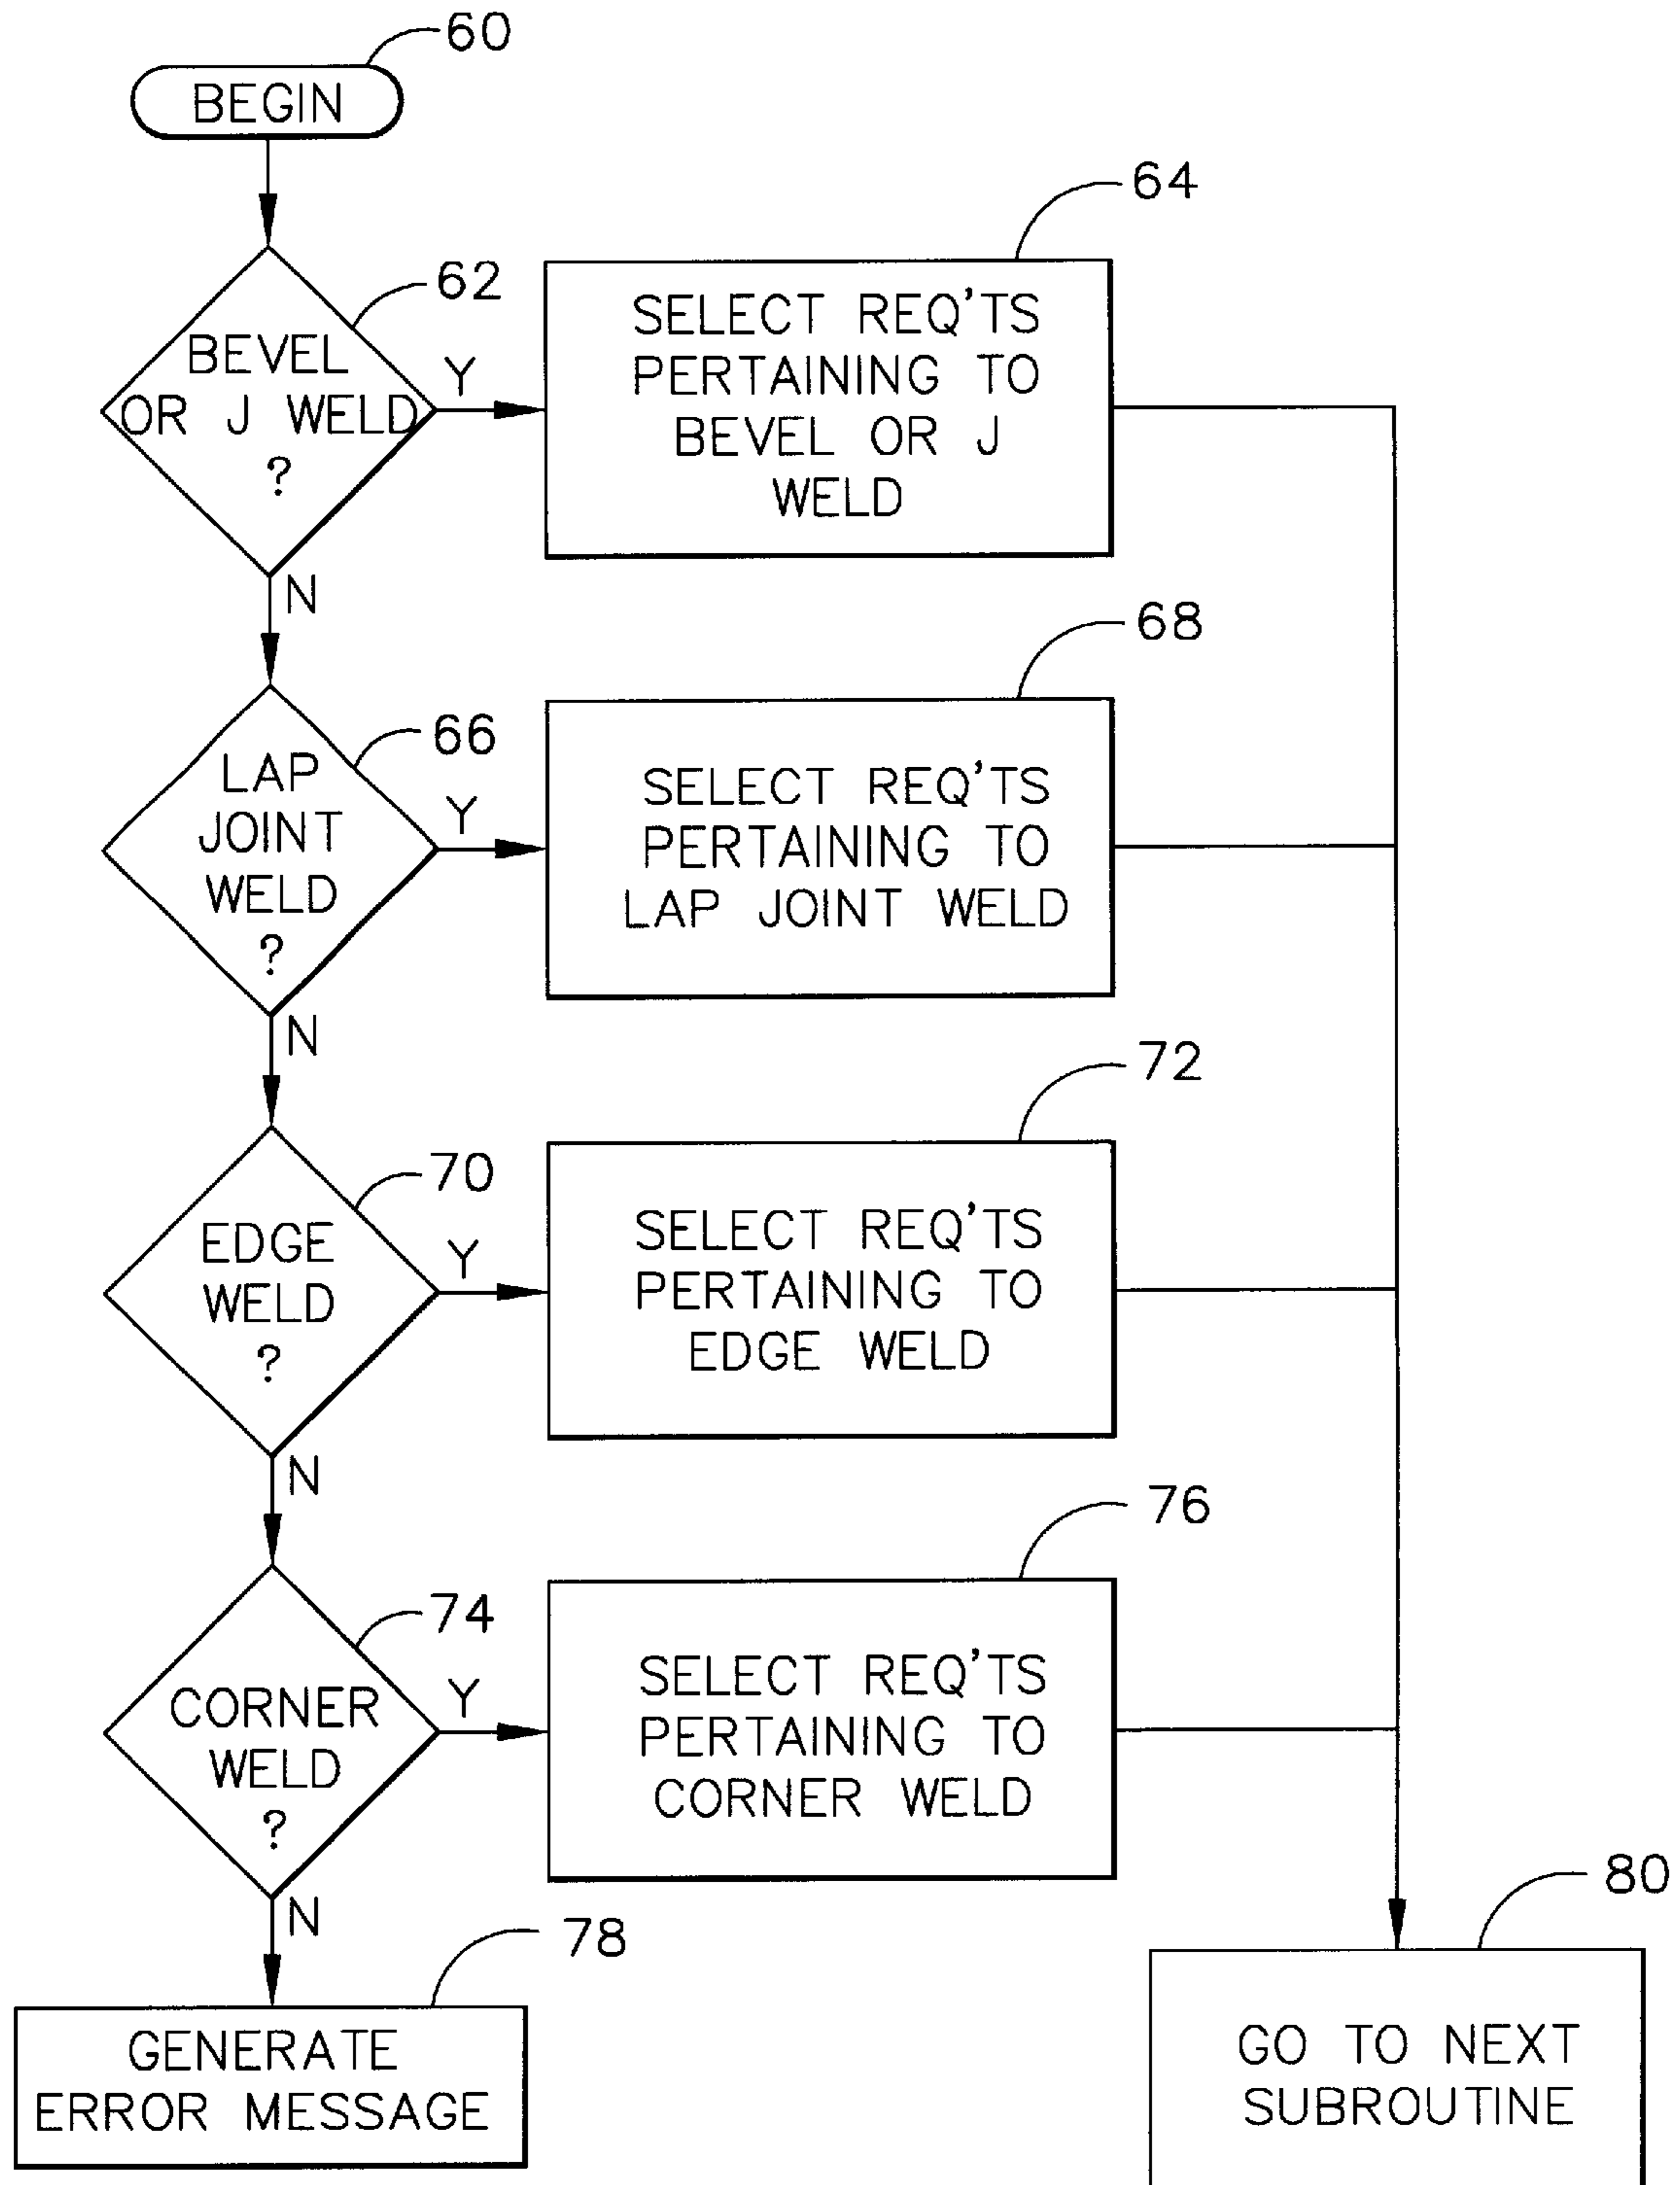 60
BEGIN
64
62
BEVEL
OR J WELD
?
Y
SELECT REQ'TS
PERTAINING TO
BEVEL OR J
WELD
N
68
66
LAP
JOINT
WELD
?
Y
SELECT REQ'TS
PERTAINING TO
LAP JOINT WELD
N
72
70
EDGE
WELD
?
Y
SELECT REQ'TS
PERTAINING TO
EDGE WELD
N
76
74
CORNER
WELD
?
Y
SELECT REQ'TS
PERTAINING TO
CORNER WELD
N
78
80
GENERATE
ERROR MESSAGE
GO TO NEXT
SUBROUTINE